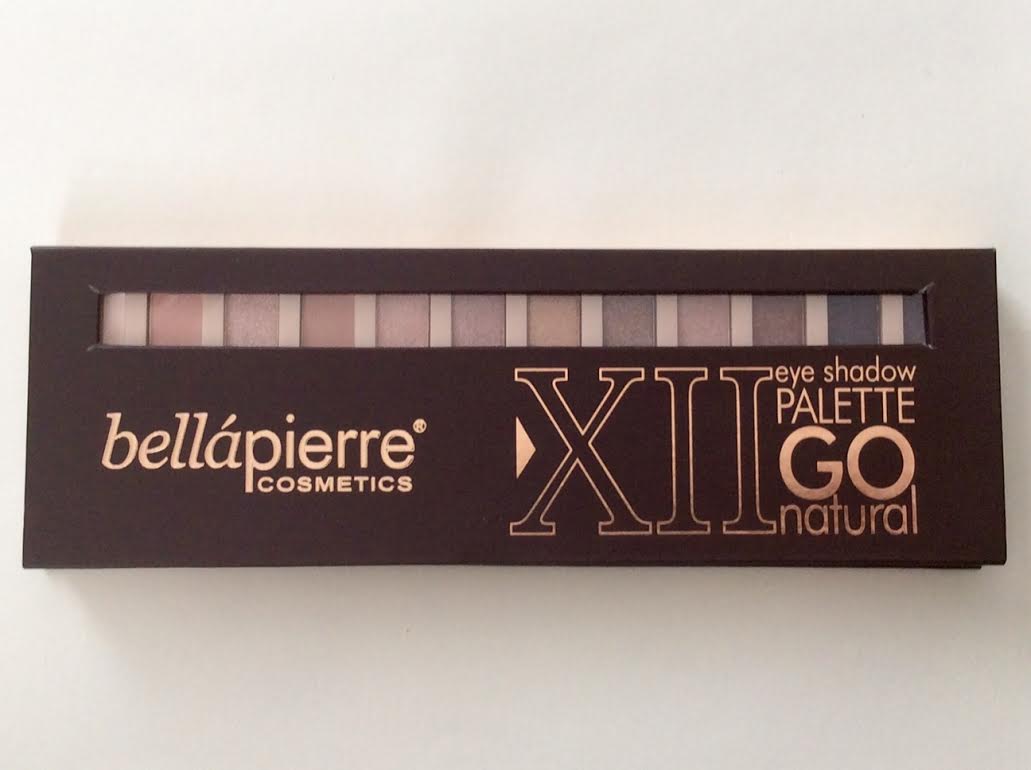 bellápierre®
COSMETICS
XII
eye shadow
PALETTE
GO
natural